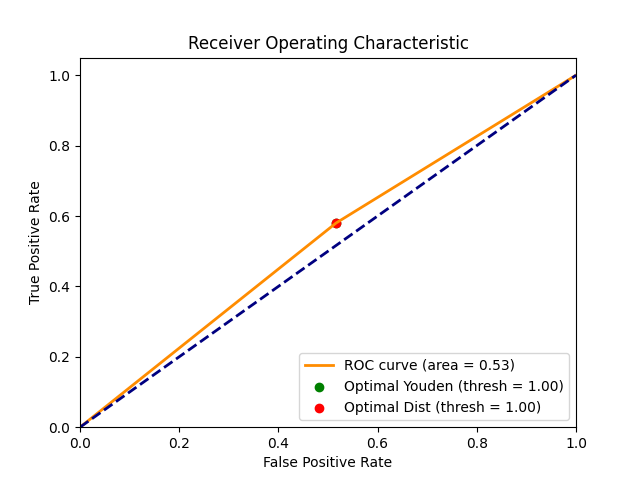 Receiver Operating Characteristic
1.0
0.8
0.6
0.4
0.2
0.0
True Positive Rate
ROC curve (area = 0.53)
Optimal Youden (thresh = 1.00)
Optimal Dist (thresh = 1.00)
0.0 0.2 0.4 0.6 0.8 1.0
False Positive Rate